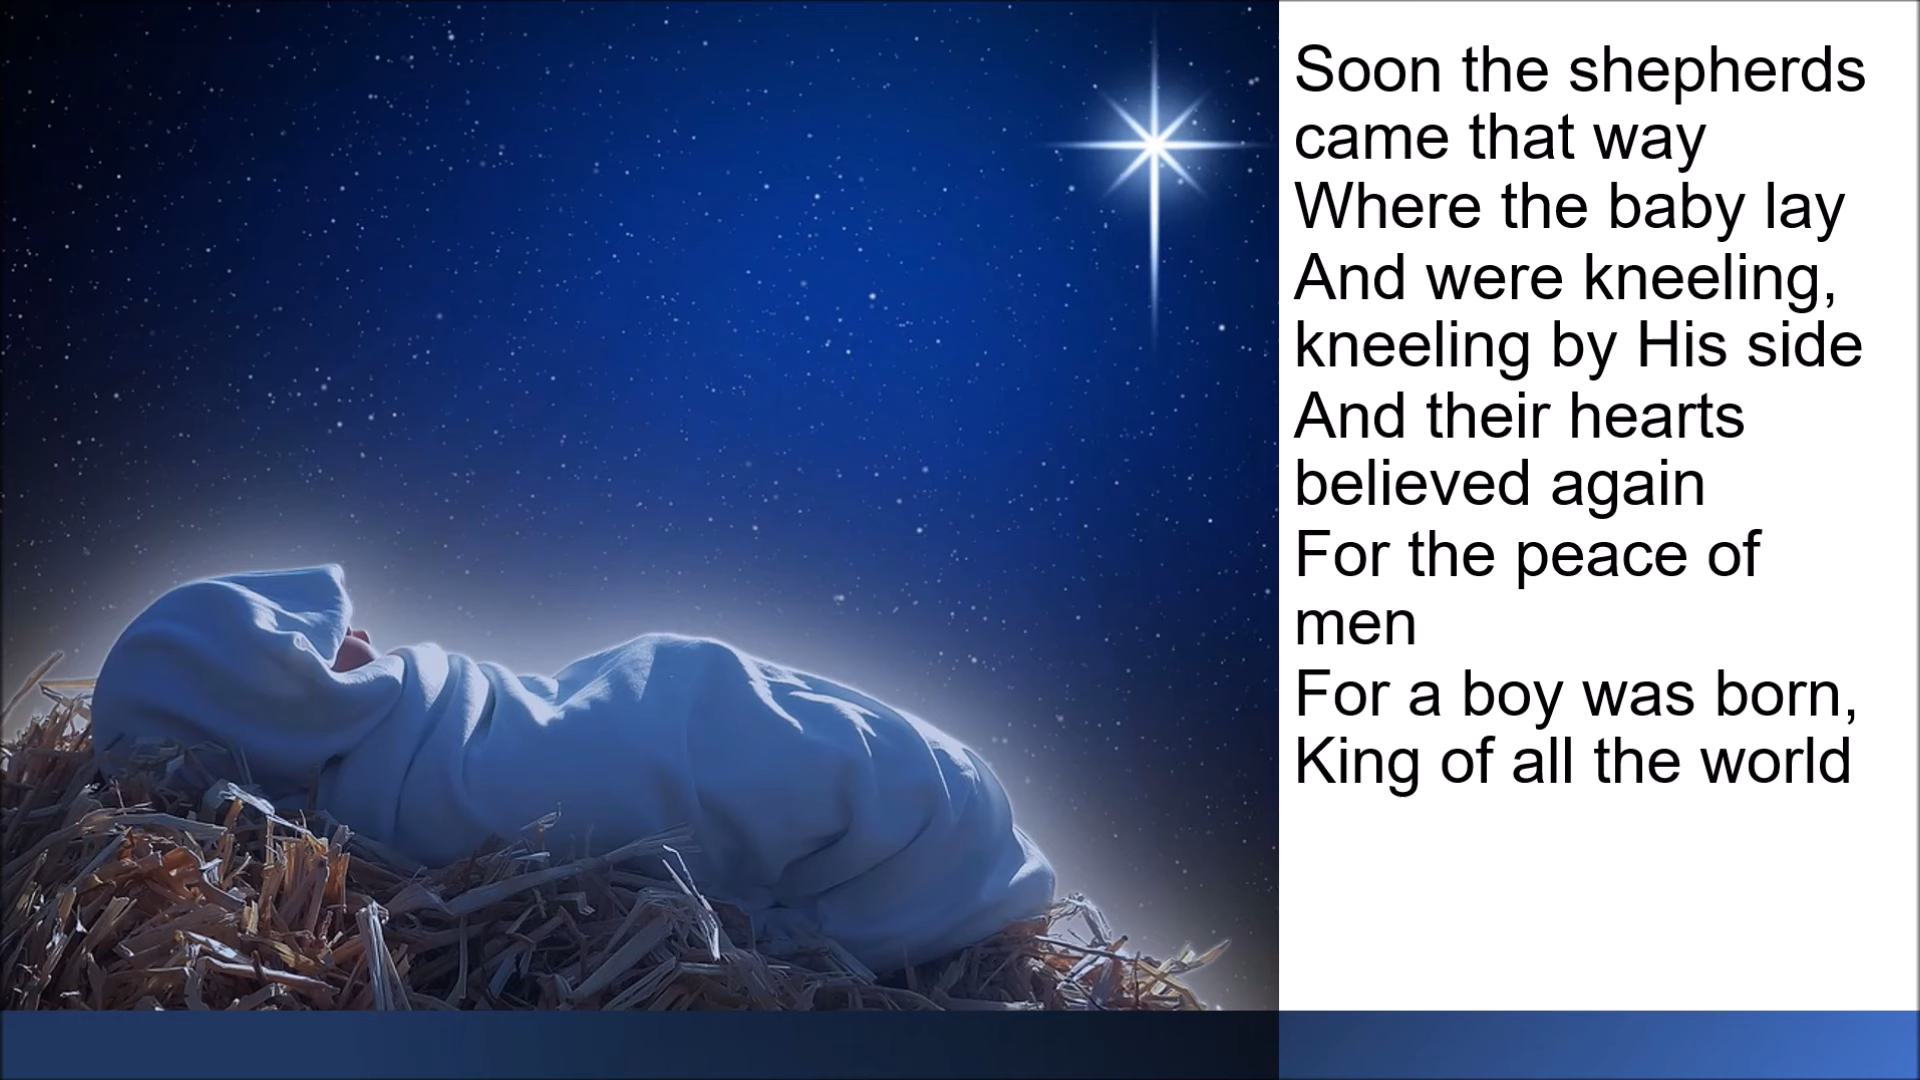 Soon the shepherds
came that way
Where the baby lay
And were kneeling,
kneeling by His side
And their hearts
believed again
For the peace of
men
For a boy was born,
King of all the world